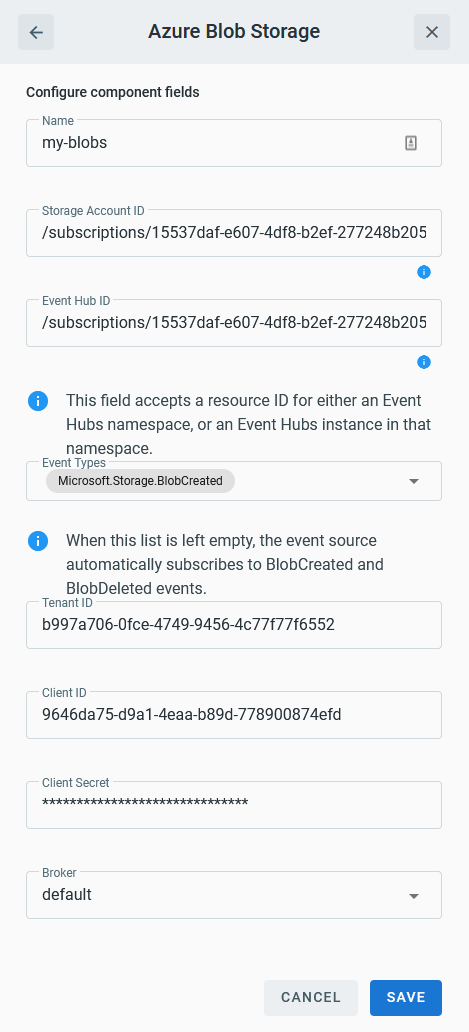 Azure Blob Storage
Configure component fields
Name
my-blobs
Storage Account ID
/subscriptions/15537daf-e607-4df8-b2ef-277248b205
Event Hub ID
/subscriptions/15537daf-e607-4df8-b2ef-277248b205
This field accepts a resource ID for either an Event
Hubs namespace, or an Event Hubs instance in that
namespace.
Event Types
Microsoft.Storage.BlobCreated
When this list is left empty, the event source
automatically subscribes to BlobCreated and
BlobDeleted events.
Tenant ID
b997a706-0fce-4749-9456-4c77f77f6552
Client ID
9646da75-d9a1-4eaa-b89d-778900874efd
Client Secret
******************************
Broker
default
CANCEL SAVE